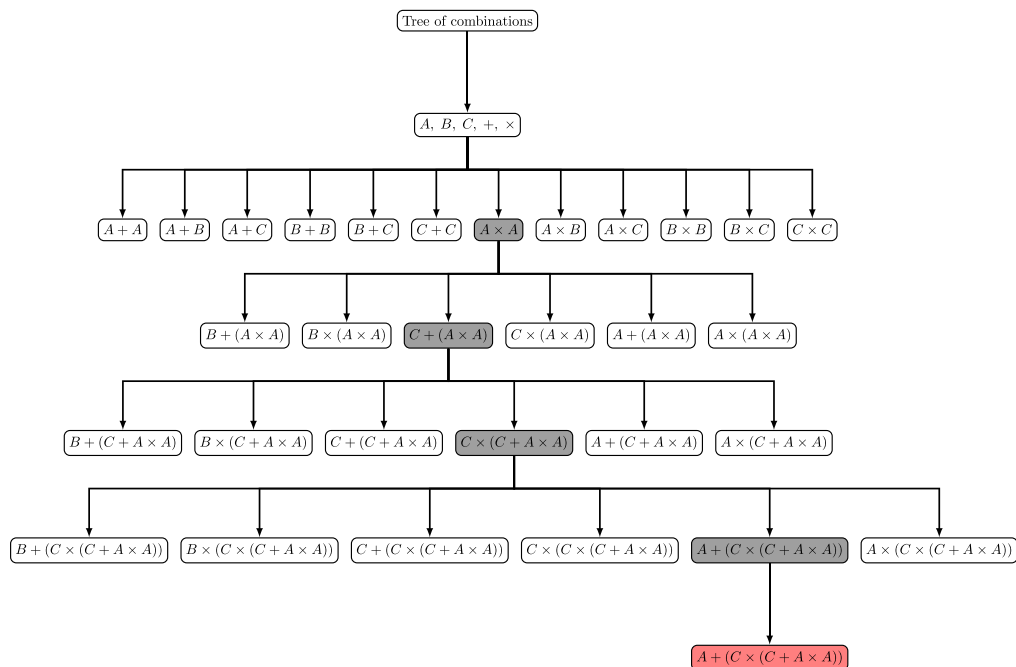 Tree of combinations
A, B, C, +, ×
A + A   A + B   A + C   B + B   B + C   C + C   A × A   A × B   A × C   B × B   B × C   C × C
B + (A × A)   B × (A × A)   C + (A × A)   C × (A × A)   A + (A × A)   A × (A × A)
B + (C + A × A)   B × (C + A × A)   C + (C + A × A)   C × (C + A × A)   A + (C + A × A)   A × (C + A × A)
B + (C × (C + A × A))   B × (C × (C + A × A))   C + (C × (C + A × A))   C × (C × (C + A × A))   A + (C × (C + A × A))   A × (C × (C + A × A))
A + (C × (C + A × A))